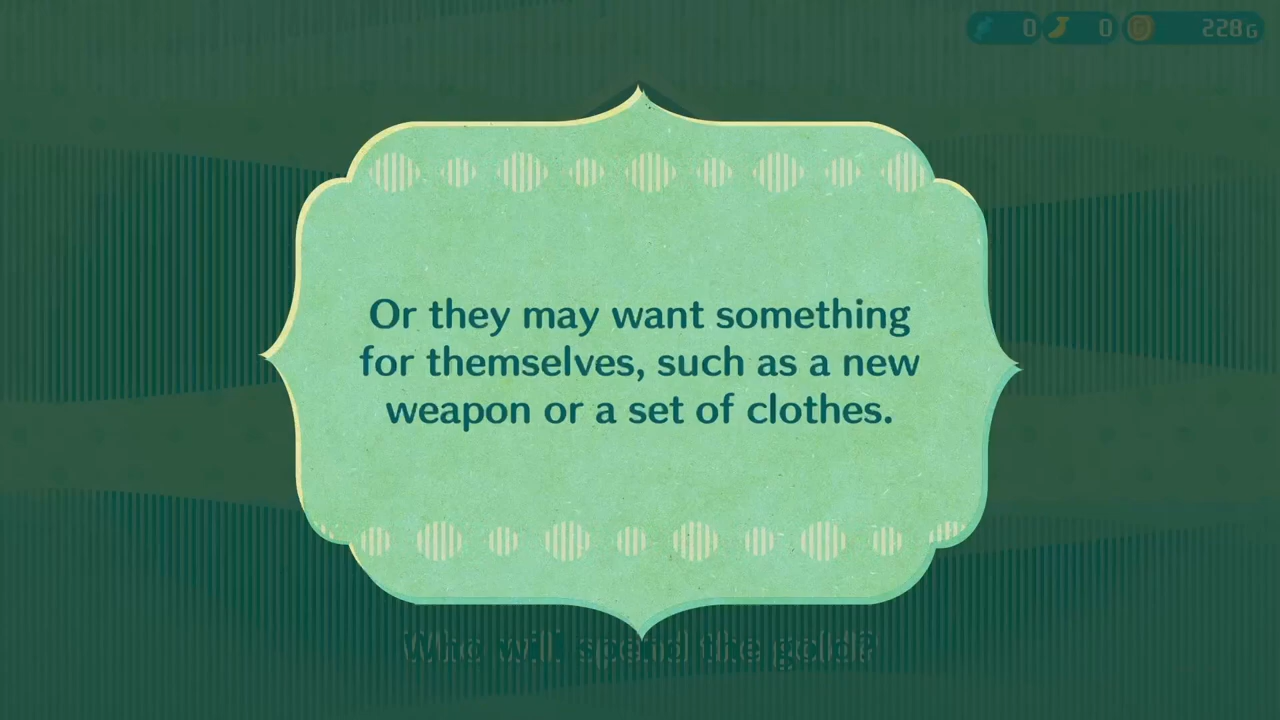 0 0 228G
Or they may want something
for themselves, such as a new
weapon or a set of clothes.
Who will spend the gold?